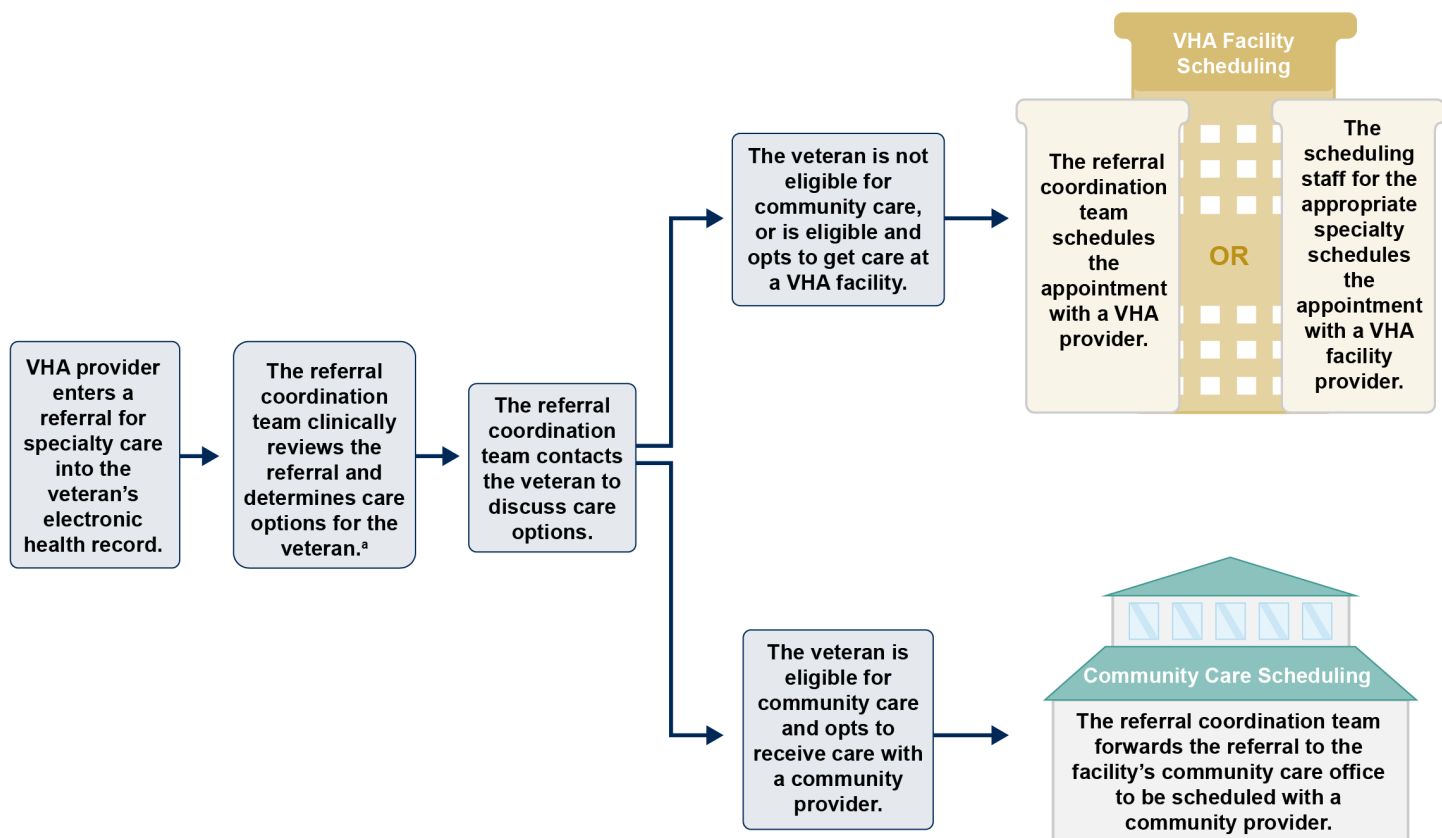 VHA provider
enters a
referral for
specialty care
into the
veteran’s
electronic
health record.
The referral
coordination
team clinically
reviews the
referral and
determines care
options for the
veteran.ᵃ
The referral
coordination
team contacts
the veteran to
discuss care
options.
The veteran is not
eligible for
community care,
or is eligible and
opts to get care at
a VHA facility.
VHA Facility
Scheduling
The referral
coordination
team
schedules
the
appointment
with a VHA
provider.
OR
The
scheduling
staff for the
appropriate
specialty
schedules
the
appointment
with a VHA
facility
provider.
The veteran is
eligible for
community care
and opts to
receive care with
a community
provider.
Community Care Scheduling
The referral coordination team
forwards the referral to the
facility’s community care office
to be scheduled with a
community provider.